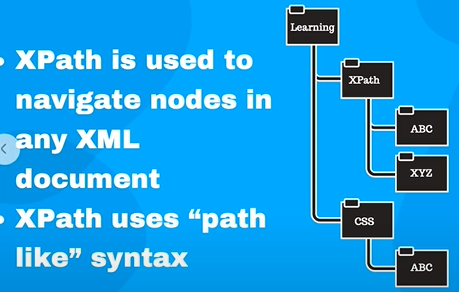 XPath is used to
navigate nodes in
any XML
document
XPath uses “path
like” syntax
Learning
XPath
ABC
XYZ
CSS
ABC